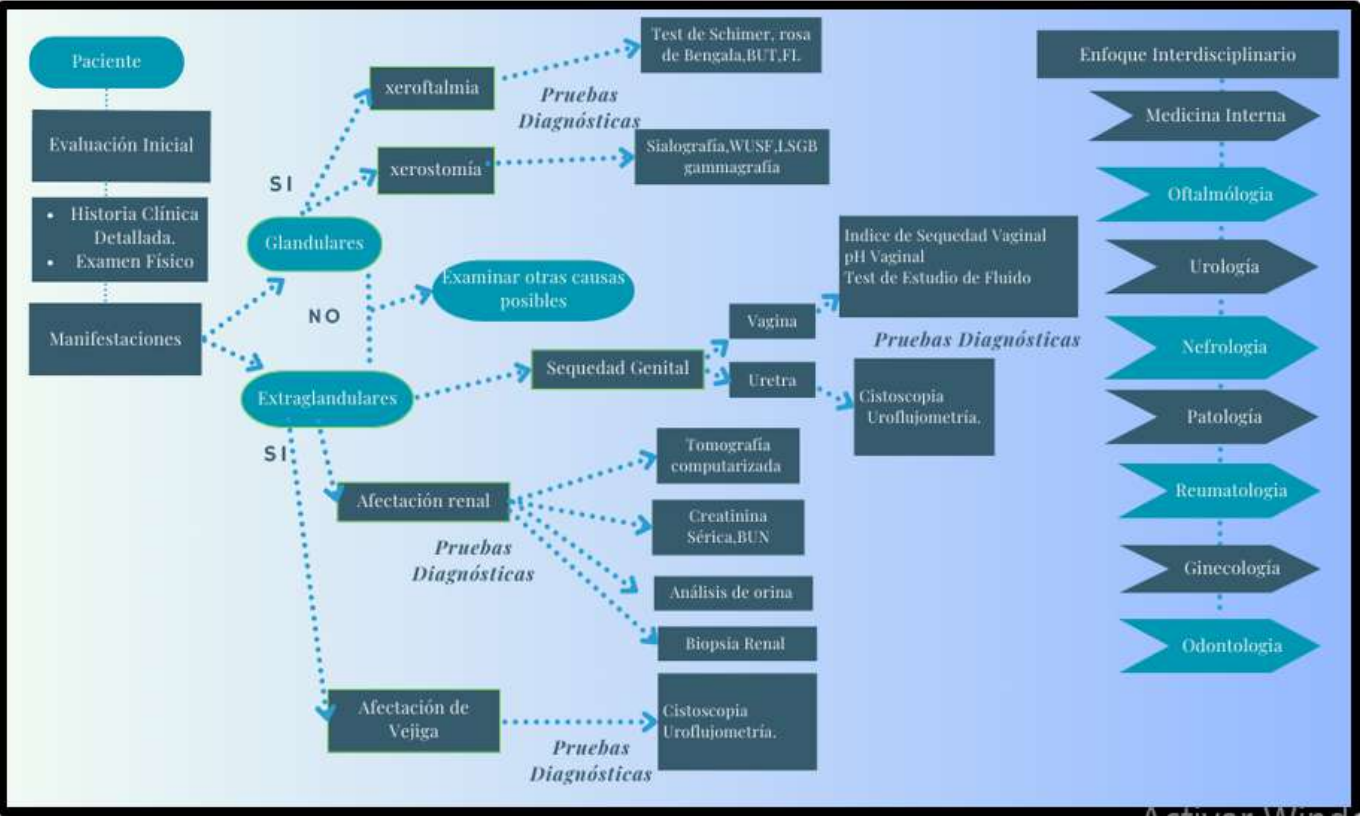 Paciente
Evaluación Inicial
• Historia Clínica
Detallada.
• Examen Físico
Manifestaciones
SI
Glandulares
NO
Extraglandulares
SI
xeroftalmia
xerostomía
Pruebas
Diagnósticas
Test de Schimer, rosa
de Bengala,BUT,FL
Sialografía,WUSF,LSGB
gammagrafía
Examinar otras causas
posibles
Sequedad Genital
Vagina
Uretra
Indice de Sequedad Vaginal
pH Vaginal
Test de Estudio de Fluido
Pruebas Diagnósticas
Cistoscopia
Uroflujometría.
Afectación renal
Pruebas
Diagnósticas
Tomografía
computarizada
Creatinina
Sérica,BUN
Análisis de orina
Biopsia Renal
Afectación de
Vejiga
Pruebas
Diagnósticas
Cistoscopia
Uroflujometría.
Enfoque Interdisciplinario
Medicina Interna
Oftalmólogia
Urología
Nefrologia
Patología
Reumatologia
Ginecología
Odontologia